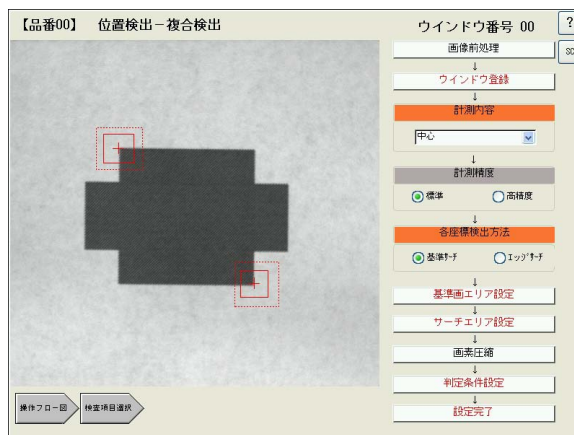 【品番00】 位置検出－複合検出
ウインドウ番号 00
?
SC
画像前処理
↓
ウインドウ登録
↓
計測内容
中心
↓
計測精度
標準 高精度
↓
各座標検出方法
基準ｻｰﾁ ｴｯｼﾞｻｰﾁ
↓
基準画エリア設定
↓
サーチエリア設定
↓
画素圧縮
↓
判定条件設定
↓
設定完了
操作フロー図 検査項目選択